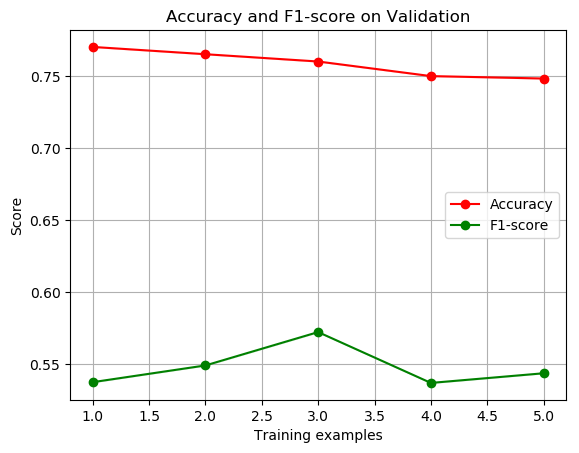 Accuracy and F1-score on Validation
Score
0.75
0.70
0.65
0.60
0.55
Accuracy
F1-score
1.0 1.5 2.0 2.5 3.0 3.5 4.0 4.5 5.0
Training examples